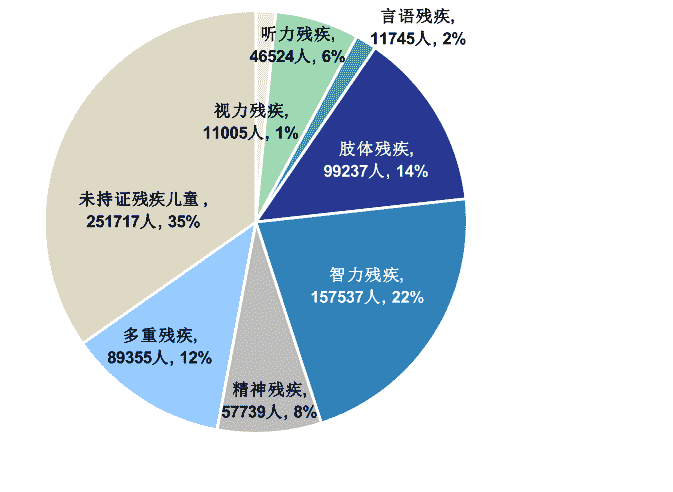 听力残疾,
46524人, 6%
言语残疾,
11745人, 2%
视力残疾,
11005人, 1%
肢体残疾,
99237人, 14%
未持证残疾儿童,
251717人, 35%
智力残疾,
157537人, 22%
多重残疾,
89355人, 12%
精神残疾,
57739人, 8%